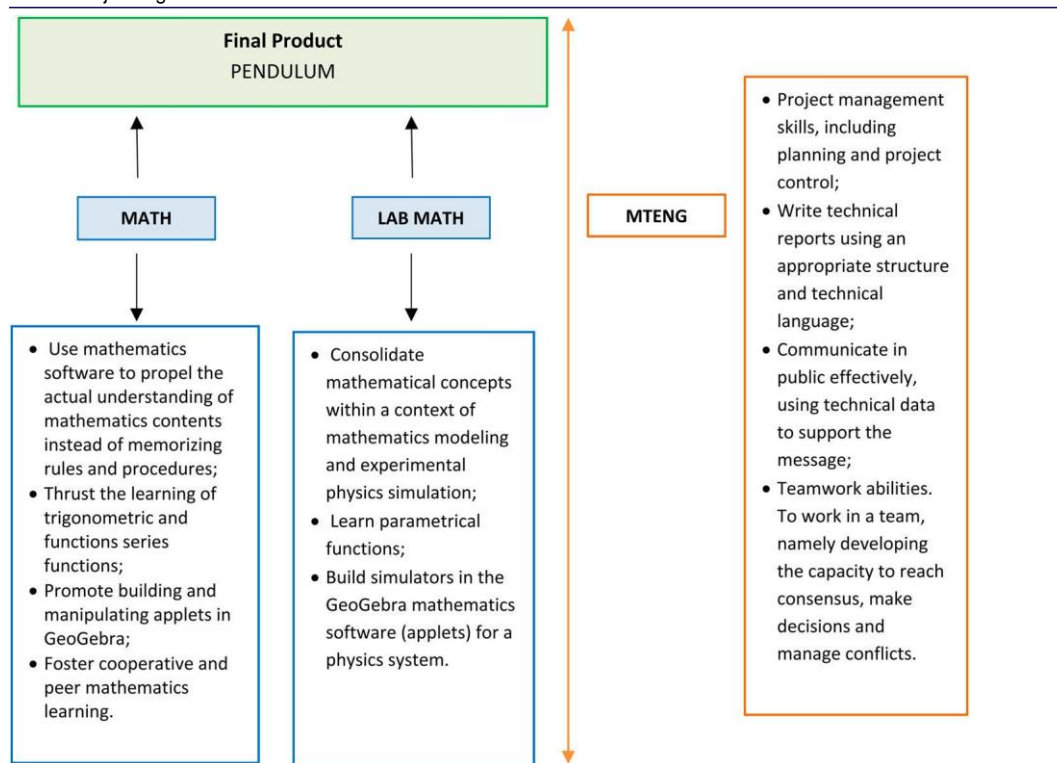 Final Product
PENDULUM
MATH
LAB MATH
MTENG
• Use mathematics
software to propel the
actual understanding of
mathematics contents
instead of memorizing
rules and procedures;
• Thrust the learning of
trigonometric and
functions series
functions;
• Promote building and
manipulating applets in
GeoGebra;
• Foster cooperative and
peer mathematics
learning.
• Consolidate
mathematical concepts
within a context of
mathematics modeling
and experimental
physics simulation;
• Learn parametrical
functions;
• Build simulators in the
GeoGebra mathematics
software (applets) for a
physics system.
• Project management
skills, including
planning and project
control;
• Write technical
reports using an
appropriate structure
and technical
language;
• Communicate in
public effectively,
using technical data
to support the
message;
• Teamwork abilities.
To work in a team,
namely developing
the capacity to reach
consensus, make
decisions and
manage conflicts.